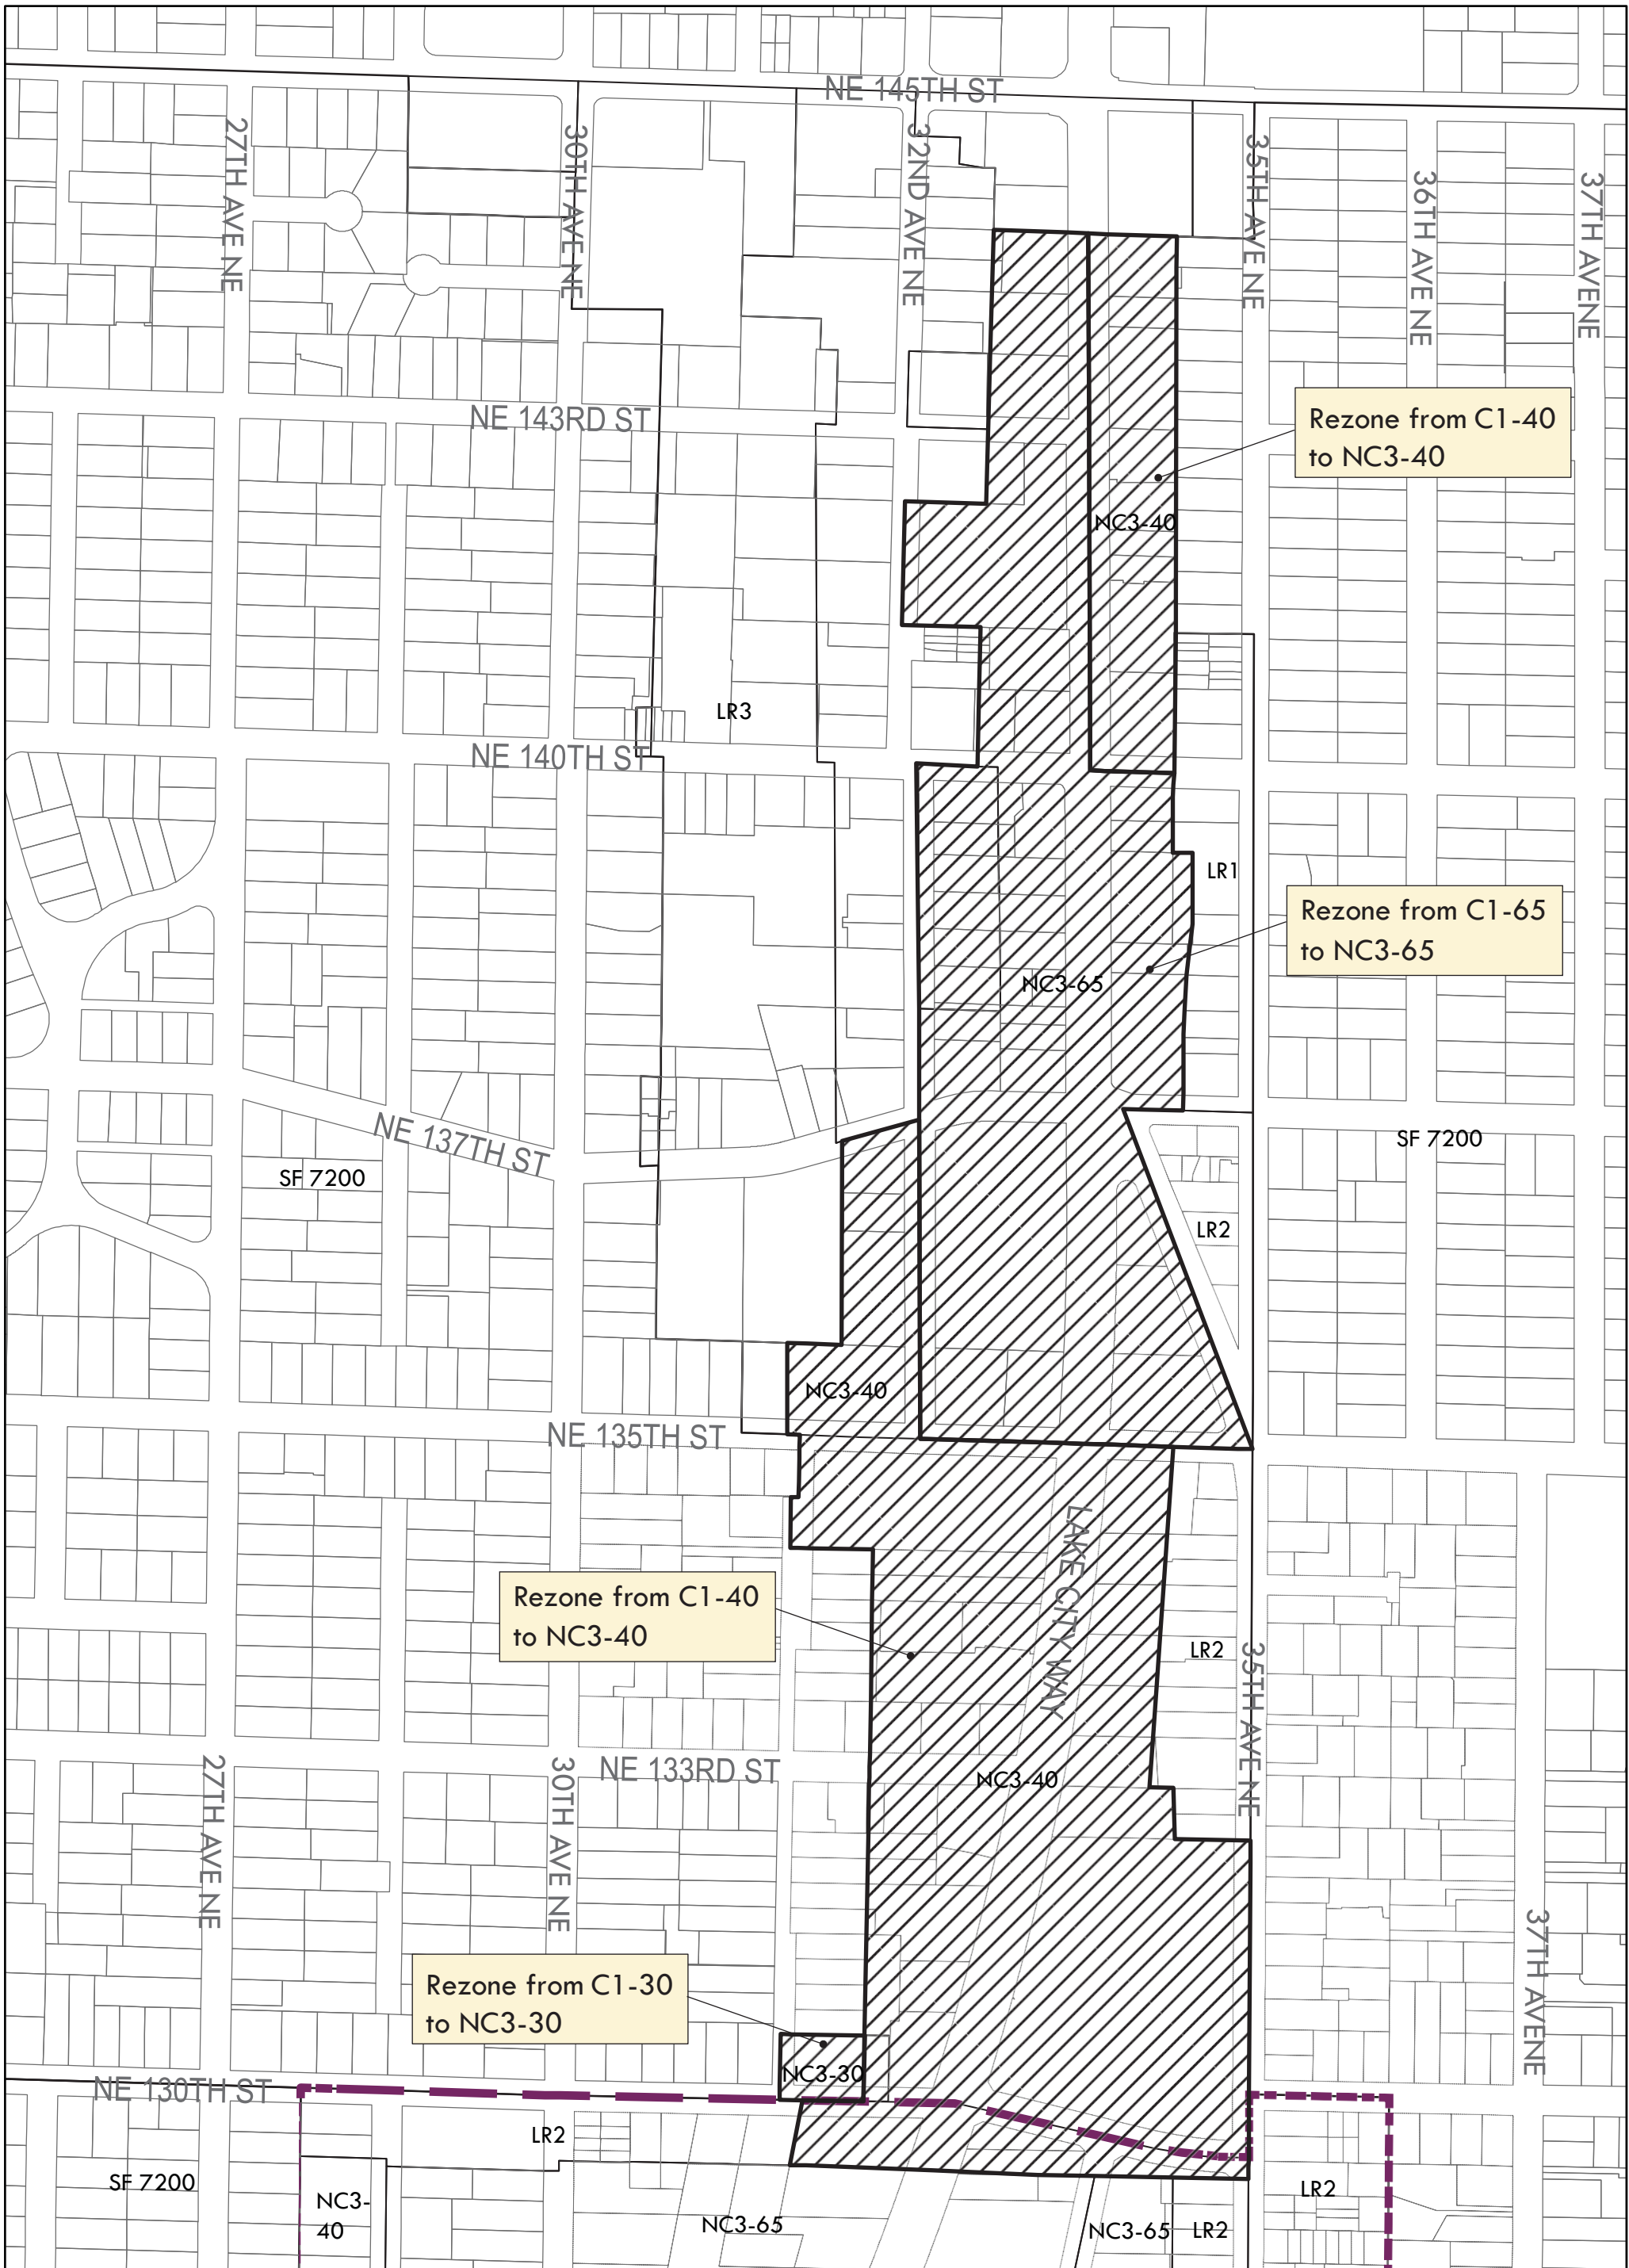 NE 145TH ST
27TH AVE NE
30TH AVE NE
32ND AVE NE
35TH AVE NE
36TH AVE NE
37TH AVENE
Rezone from C1-40
to NC3-40
NE 143RD ST
NC3-40
LR3
NE 140TH ST
LR1
Rezone from C1-65
to NC3-65
NC3-65
NE 137TH ST
SF 7200
SF 7200
LR2
NC3-40
NE 135TH ST
LAKE CITY WAY
Rezone from C1-40
to NC3-40
LR2
35TH AVE NE
NE 133RD ST
NC3-40
27TH AVE NE
30TH AVE NE
37TH AVENE
Rezone from C1-30
to NC3-30
NC3-30
NE 130TH ST
LR2
SF 7200
NC3-
40
NC3-65
NC3-65
LR2
LR2